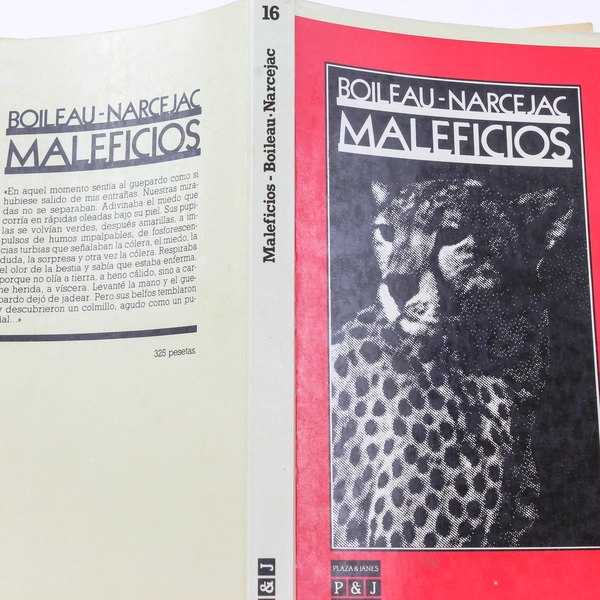 BOILEAU-NARCEJAC
MALEFICIOS
«En aquel momento sentía al guepardo como si
hubiese salido de mis entrañas. Nuestras mira-
das no se separaban. Adivinaba el miedo que
corría en rápidas oleadas bajo su piel. Sus pupi-
las se volvían verdes, después amarillas, a im-
pulsos de humos impalpables, de fosforescen-
cias turbias que señalaban la cólera, el miedo, la
duda, la sorpresa y otra vez la cólera. Respiraba
el olor de la bestia y sabía que estaba enferma,
porque no olía a tierra, a heno cálido, sino a car-
ne herida, a víscera. Levanté la mano y el gue-
pardo dejó de jadear. Pero sus belfos temblaron
y descubrieron un colmillo, agudo como un pu-
ñal...»
325 pesetas.
16
Maleficios - Boileau-Narcejac
& J
BOILEAU-NARCEJAC
MALEFICIOS
PLAZA & JANES
P & J